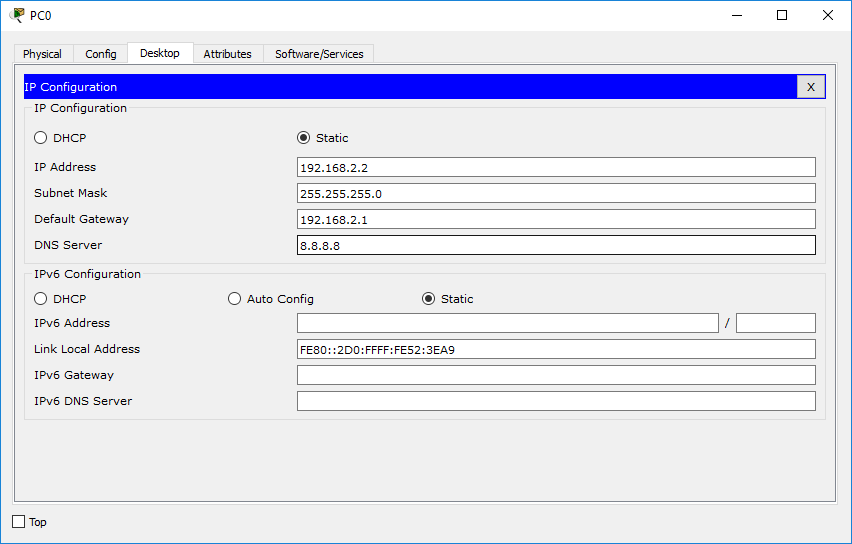 PC0
Physical Config Desktop Attributes Software/Services
IP Configuration X
IP Configuration
DHCP Static
IP Address 192.168.2.2
Subnet Mask 255.255.255.0
Default Gateway 192.168.2.1
DNS Server 8.8.8.8
IPv6 Configuration
DHCP Auto Config Static
IPv6 Address /
Link Local Address FE80::2D0:FFFF:FE52:3EA9
IPv6 Gateway
IPv6 DNS Server
Top